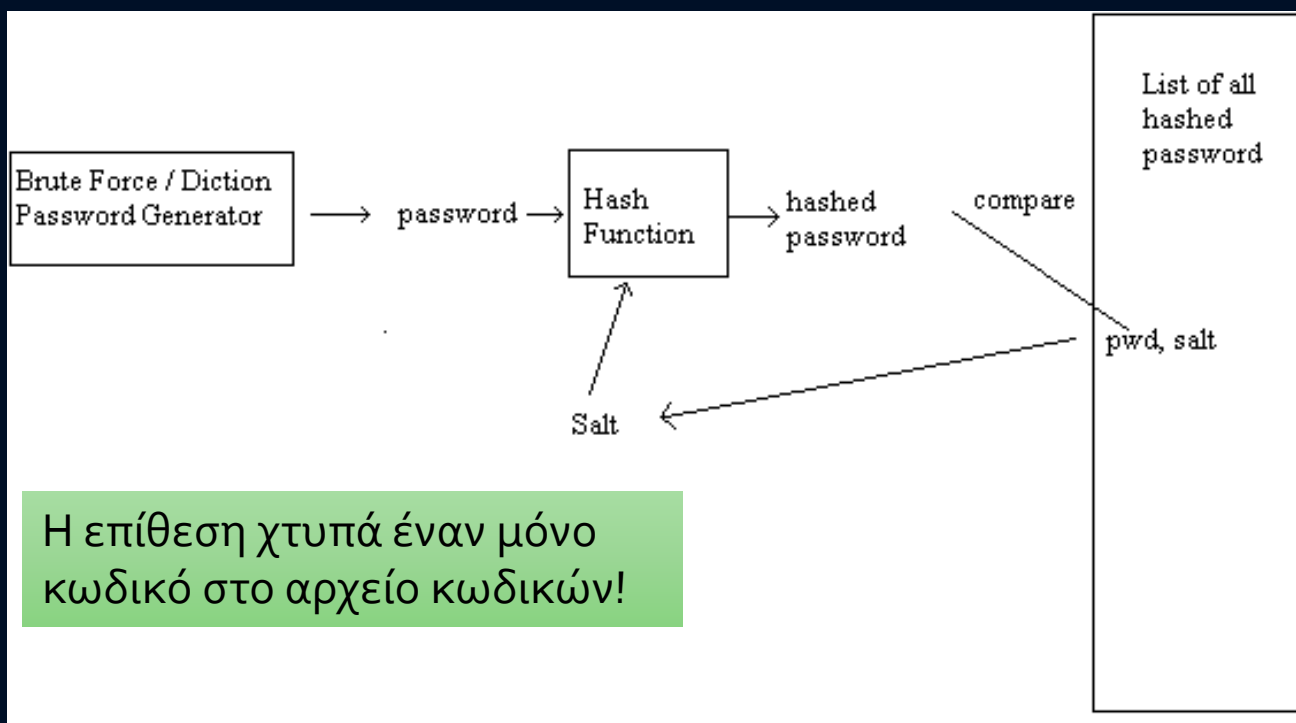 List of all
hashed
password
Brute Force / Diction
Password Generator
password
Hash
Function
hashed
password
compare
pwd, salt
Salt
Η επίθεση χτυπά έναν μόνο
κωδικό στο αρχείο κωδικών!